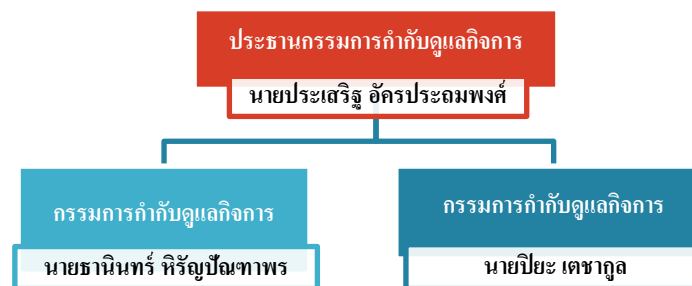 ประธานกรรมการกำกับดูแลกิจการ
นายประเสริฐ อัครประถมพงศ์
กรรมการกำกับดูแลกิจการ
นายธานินทร์ หิรัญปัณฑาพร
กรรมการกำกับดูแลกิจการ
นายปิยะ เตชากูล